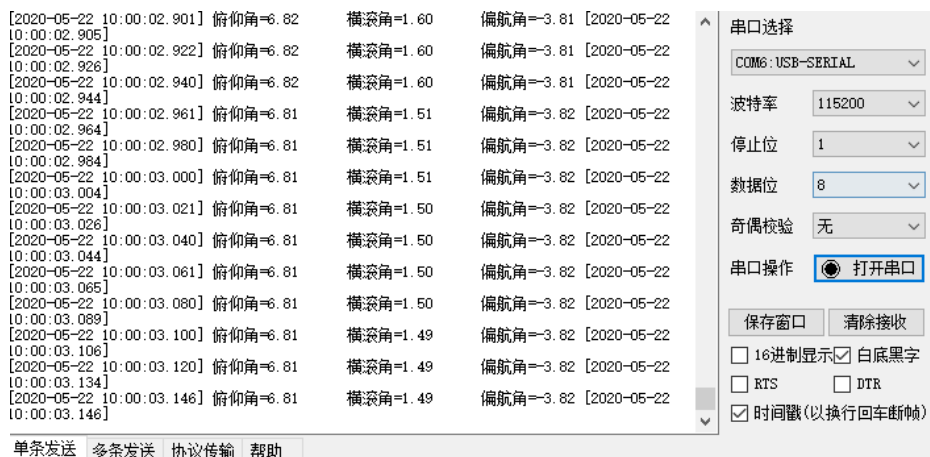 [2020-05-22 10:00:02.901] 俯仰角=6.82 横滚角=1.60 偏航角=-3.81 [2020-05-22
10:00:02.905]
[2020-05-22 10:00:02.922] 俯仰角=6.82 横滚角=1.60 偏航角=-3.81 [2020-05-22
10:00:02.926]
[2020-05-22 10:00:02.940] 俯仰角=6.82 横滚角=1.60 偏航角=-3.81 [2020-05-22
10:00:02.944]
[2020-05-22 10:00:02.961] 俯仰角=6.81 横滚角=1.51 偏航角=-3.82 [2020-05-22
10:00:02.964]
[2020-05-22 10:00:02.980] 俯仰角=6.81 横滚角=1.51 偏航角=-3.82 [2020-05-22
10:00:02.984]
[2020-05-22 10:00:03.000] 俯仰角=6.81 横滚角=1.51 偏航角=-3.82 [2020-05-22
10:00:03.004]
[2020-05-22 10:00:03.021] 俯仰角=6.81 横滚角=1.50 偏航角=-3.82 [2020-05-22
10:00:03.026]
[2020-05-22 10:00:03.040] 俯仰角=6.81 横滚角=1.50 偏航角=-3.82 [2020-05-22
10:00:03.044]
[2020-05-22 10:00:03.061] 俯仰角=6.81 横滚角=1.50 偏航角=-3.82 [2020-05-22
10:00:03.065]
[2020-05-22 10:00:03.080] 俯仰角=6.81 横滚角=1.50 偏航角=-3.82 [2020-05-22
10:00:03.089]
[2020-05-22 10:00:03.100] 俯仰角=6.81 横滚角=1.49 偏航角=-3.82 [2020-05-22
10:00:03.106]
[2020-05-22 10:00:03.120] 俯仰角=6.81 横滚角=1.49 偏航角=-3.82 [2020-05-22
10:00:03.134]
[2020-05-22 10:00:03.146] 俯仰角=6.81 横滚角=1.49 偏航角=-3.82 [2020-05-22
10:00:03.146]
单条发送 多条发送 协议传输 帮助
串口选择
COM6:USB-SERIAL
波特率 115200
停止位 1
数据位 8
奇偶校验 无
串口操作 打开串口
保存窗口 清除接收
16进制显示 白底黑字
RTS DTR
时间戳(以换行回车断帧)